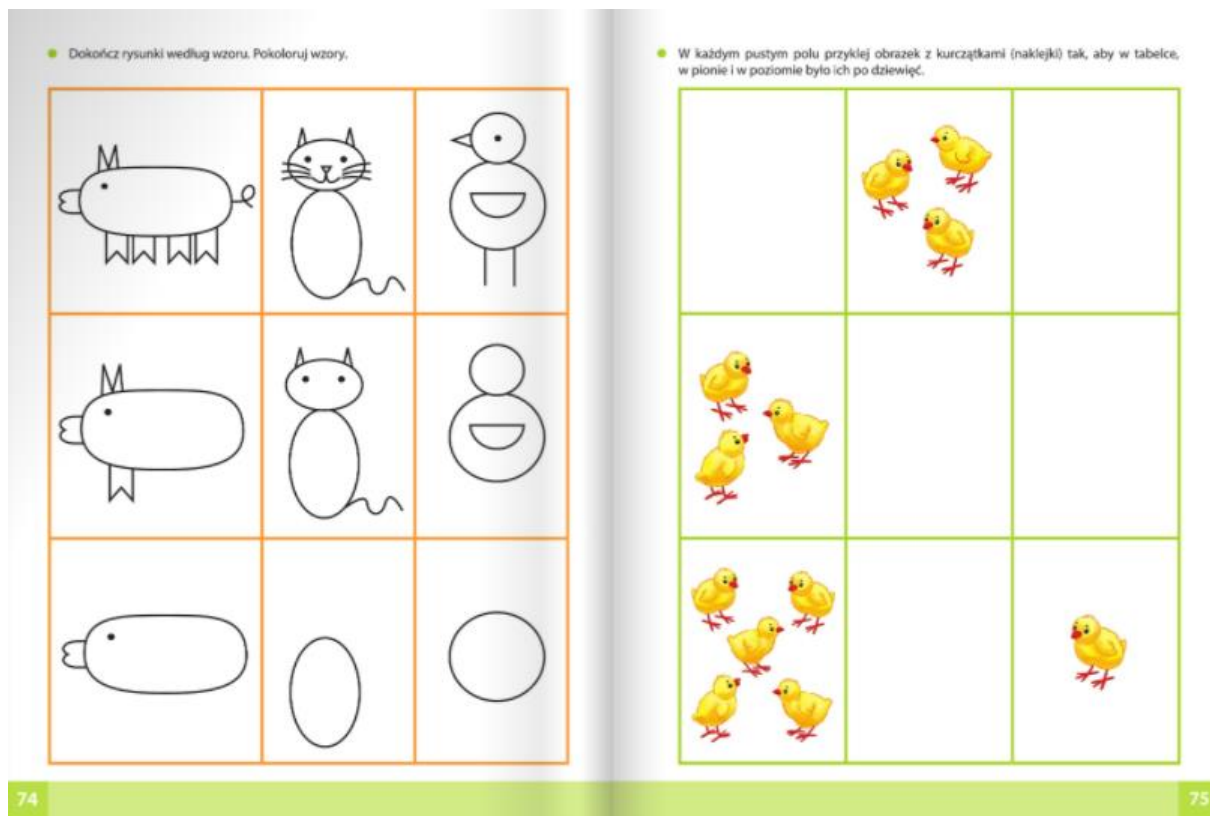 Dokończ rysunki według wzoru. Pokoloruj wzory.
W każdym pustym polu przyklej obrazek z kurczątkami (naklejki) tak, aby w tabelce,
w pionie i w poziomie było ich po dziewięć.
74
75